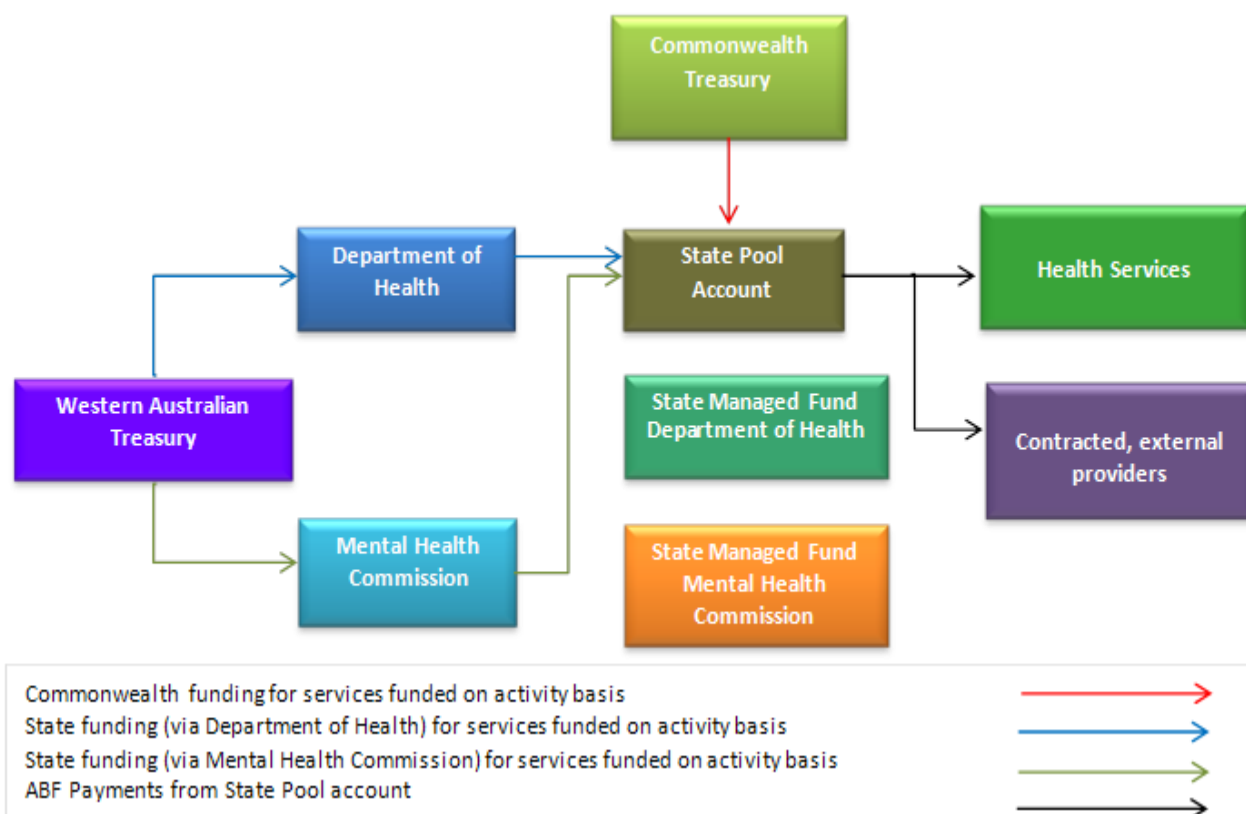 Commonwealth
Treasury
Department of
Health
State Pool
Account
Health Services
Western Australian
Treasury
State Managed Fund
Department of Health
Contracted, external
providers
Mental Health
Commission
State Managed Fund
Mental Health
Commission
Commonwealth funding for services funded on activity basis
State funding (via Department of Health) for services funded on activity basis
State funding (via Mental Health Commission) for services funded on activity basis
ABF Payments from State Pool account